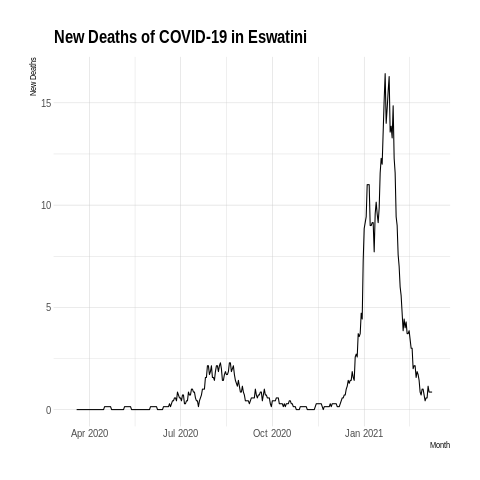 New Deaths of COVID-19 in Eswatini
New Deaths
15
10
5
0
Apr 2020
Jul 2020
Oct 2020
Jan 2021
Month